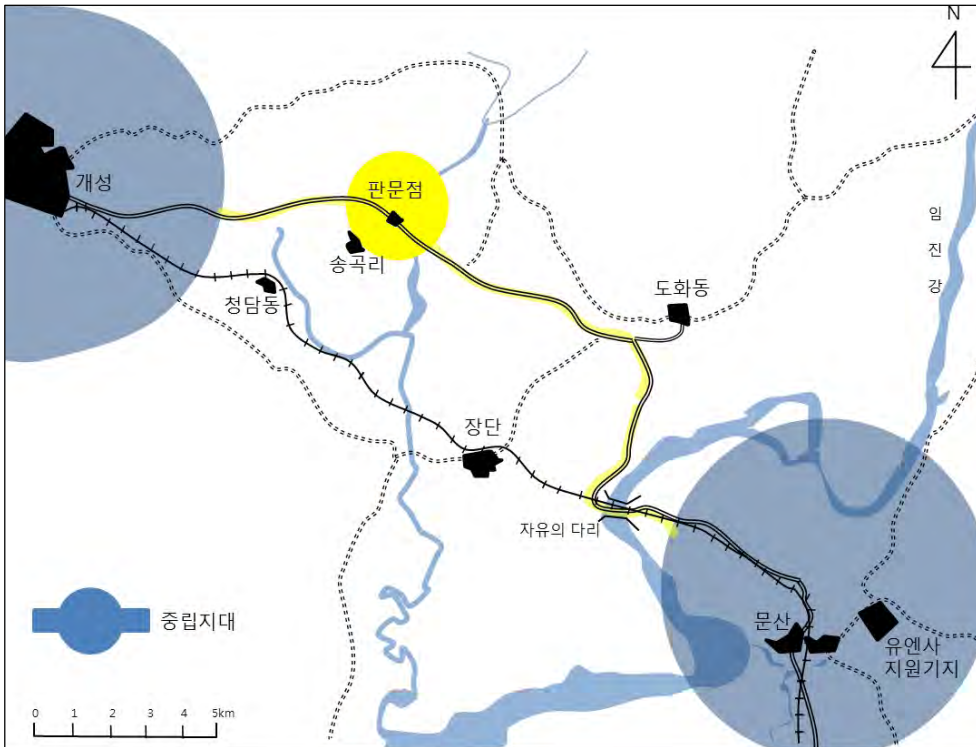 N
개성
판문점
송곡리
청담동
도화동
임
진
강
장단
자유의 다리
중립지대
문산
유엔사
지원기지
0 1 2 3 4 5km